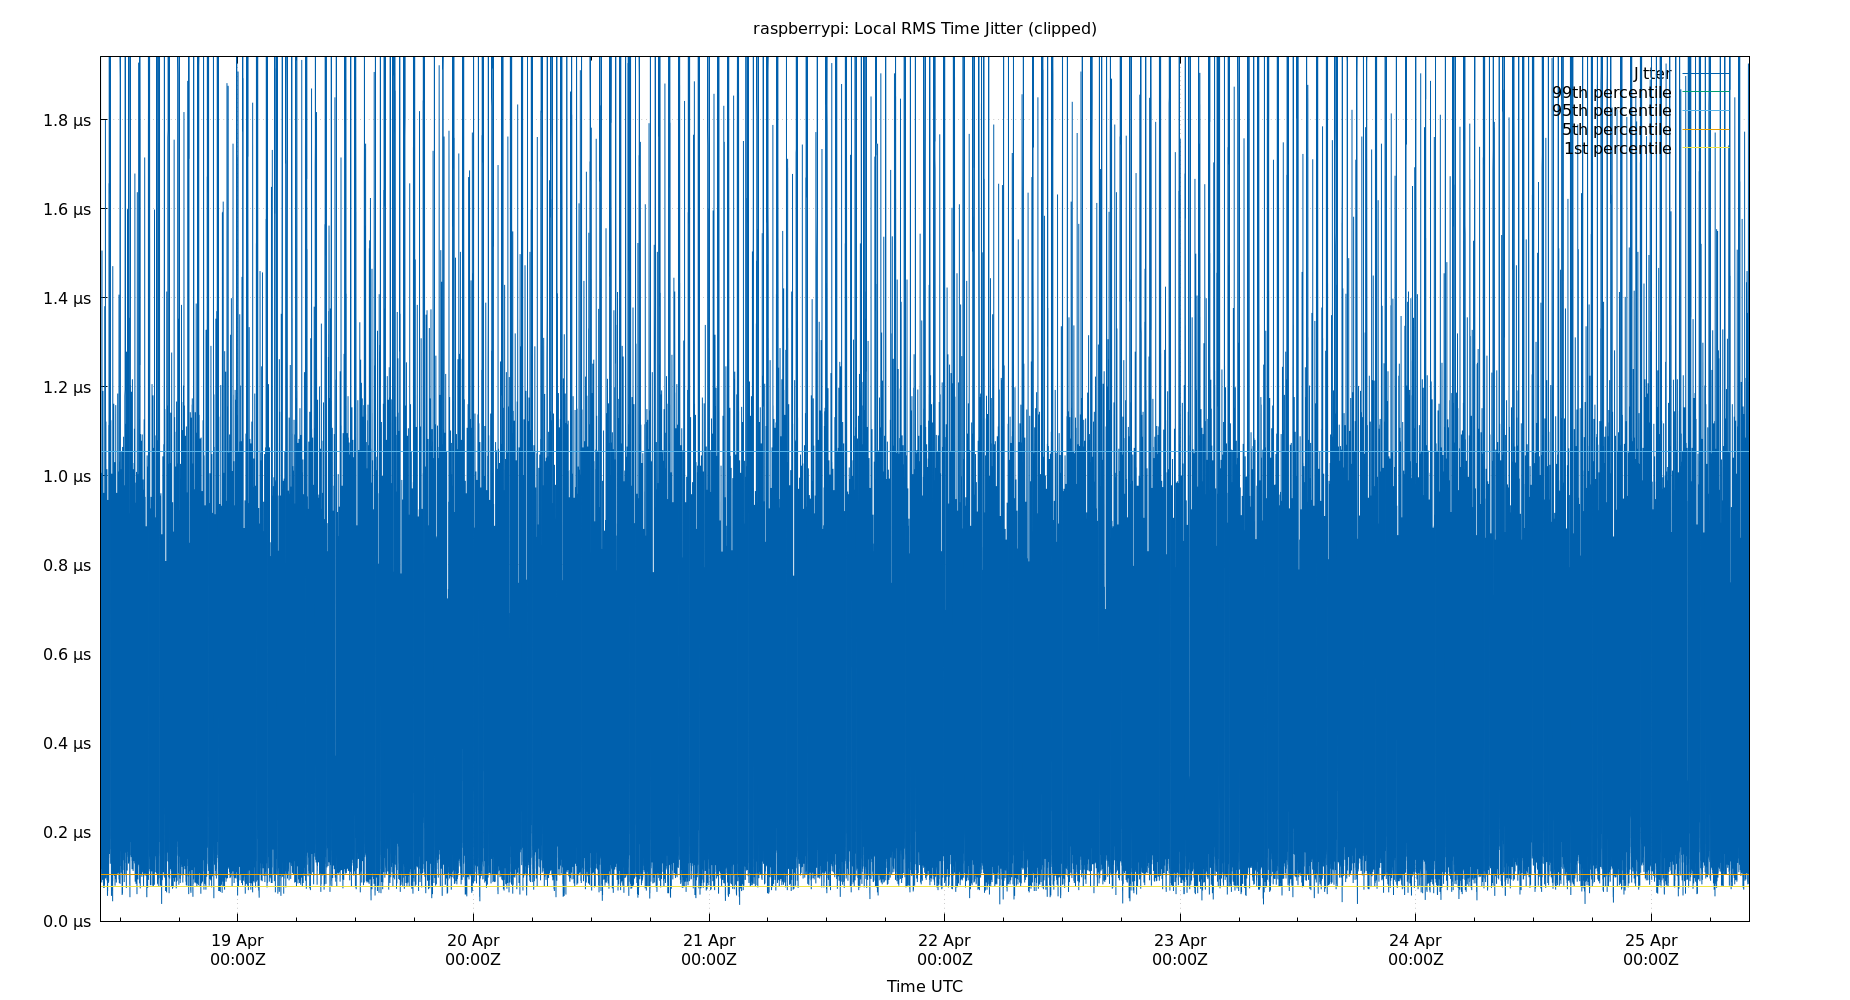 raspberrypi: Local RMS Time Jitter (clipped)
Jitter
99th percentile
95th percentile
5th percentile
1st percentile
1.8 µs
1.6 µs
1.4 µs
1.2 µs
1.0 µs
0.8 µs
0.6 µs
0.4 µs
0.2 µs
0.0 µs
19 Apr 20 Apr 21 Apr 22 Apr 23 Apr 24 Apr 25 Apr
00:00Z 00:00Z 00:00Z 00:00Z 00:00Z 00:00Z 00:00Z
Time UTC